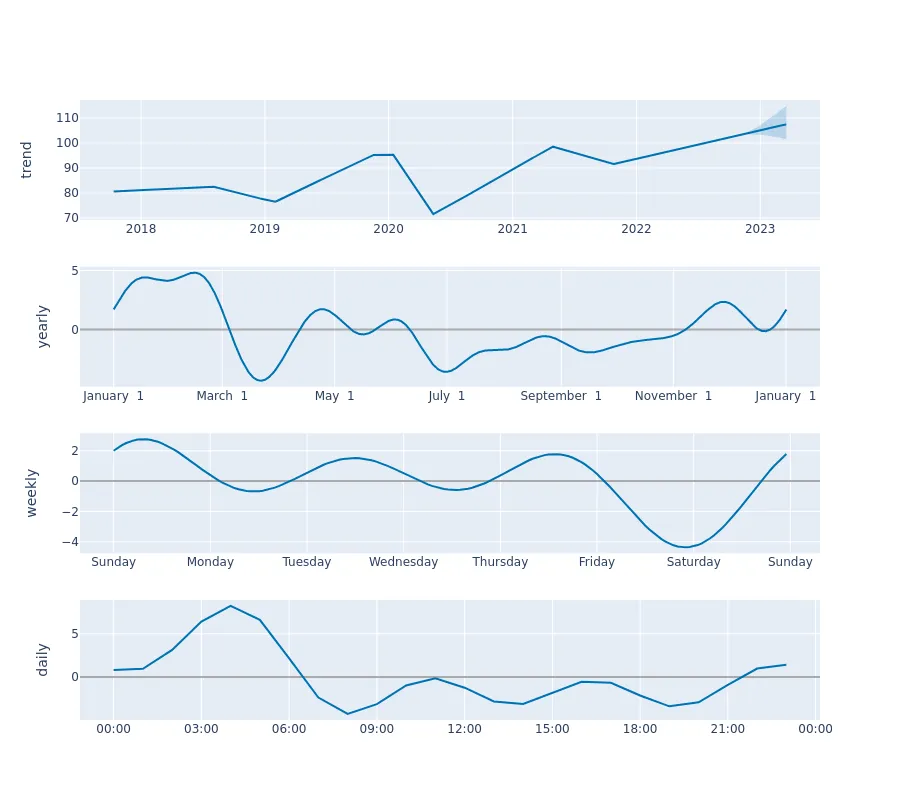 trend
110
100
90
80
70
2018 2019 2020 2021 2022 2023
yearly
5
0
January 1 March 1 May 1 July 1 September 1 November 1 January 1
weekly
2
0
−2
−4
Sunday Monday Tuesday Wednesday Thursday Friday Saturday Sunday
daily
5
0
00:00 03:00 06:00 09:00 12:00 15:00 18:00 21:00 00:00